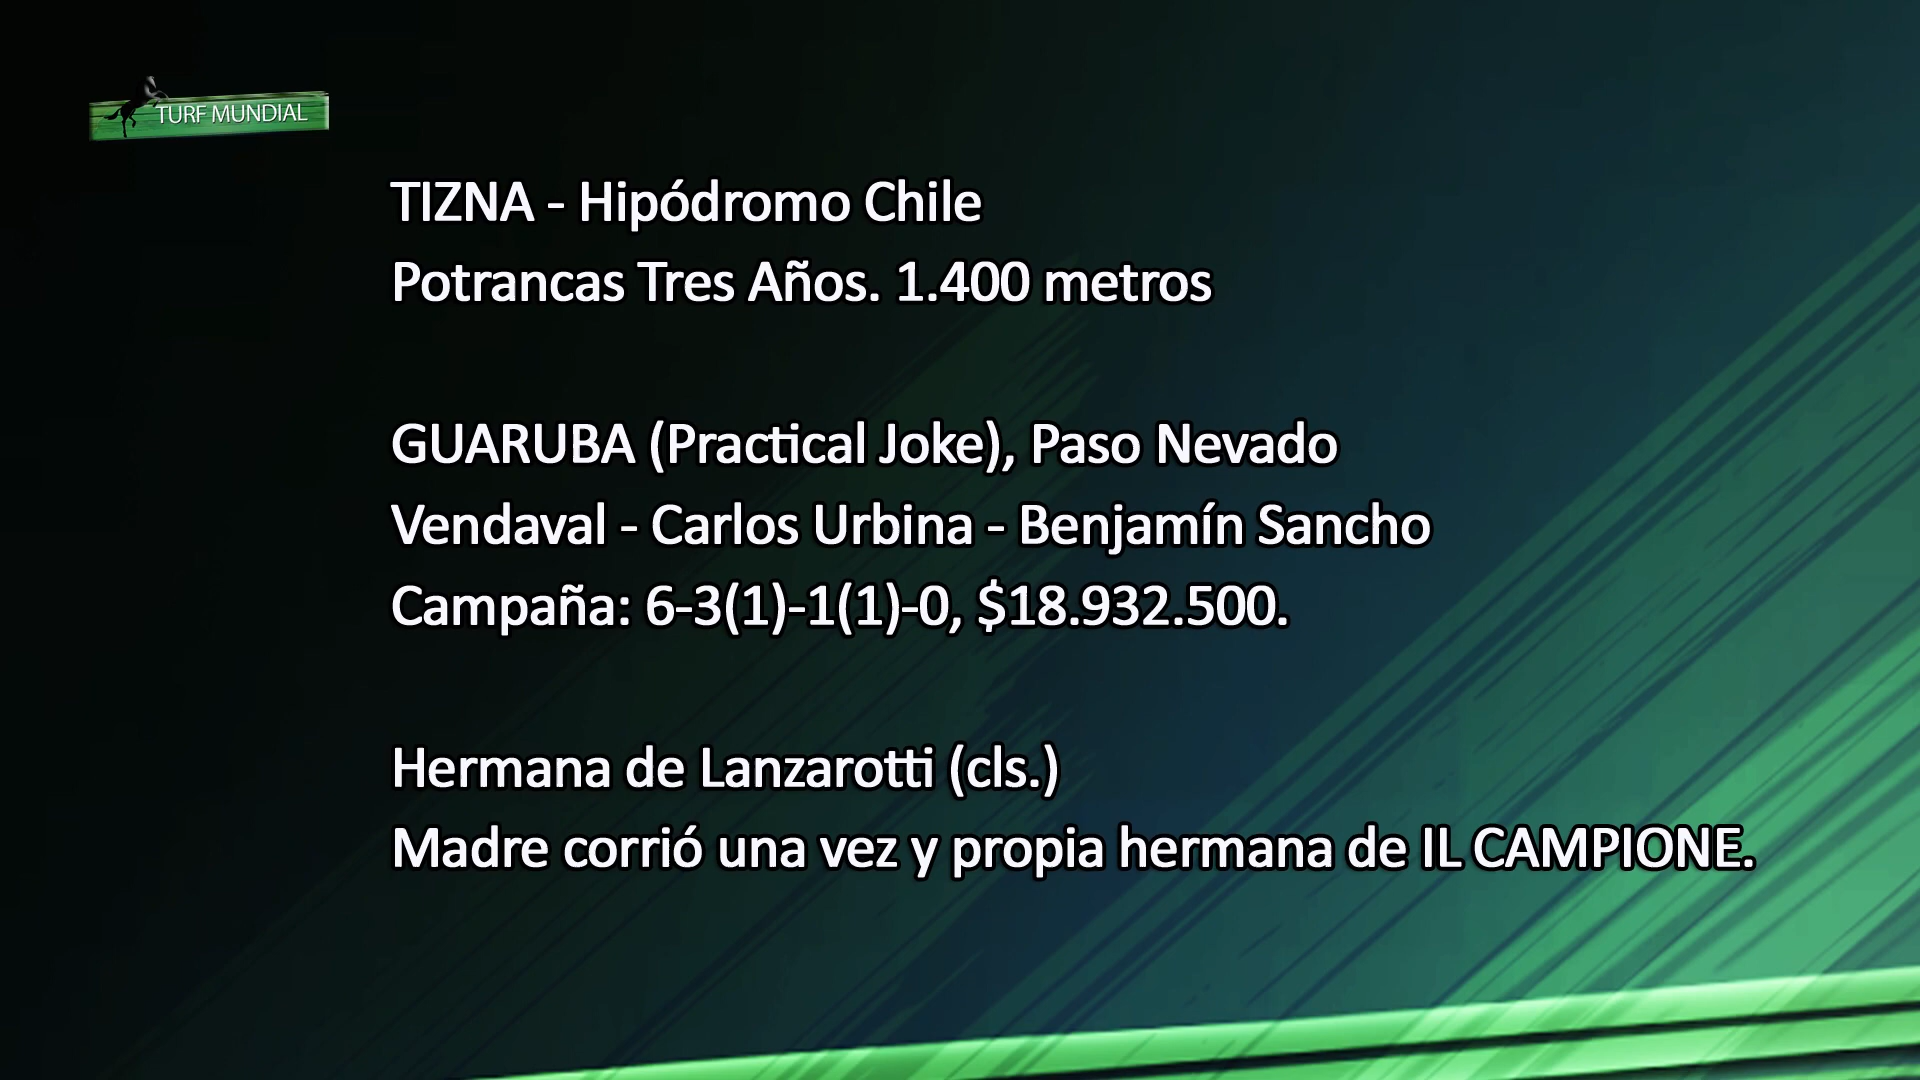 TURF MUNDIAL
TIZNA - Hipódromo Chile
Potrancas Tres Años. 1.400 metros
GUARUBA (Practical Joke), Paso Nevado
Vendaval - Carlos Urbina - Benjamín Sancho
Campaña: 6-3(1)-1(1)-0, $18.932.500.
Hermana de Lanzarotti (cls.)
Madre corrió una vez y propia hermana de IL CAMPIONE.